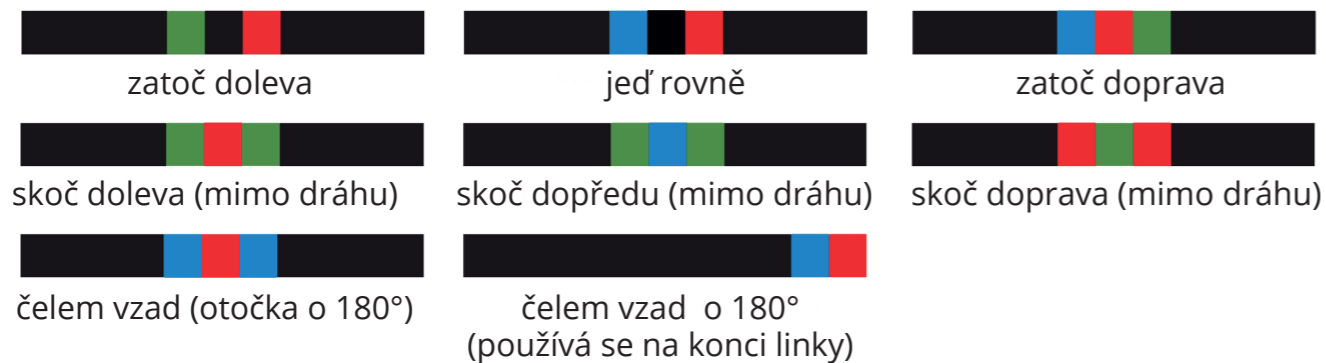 zatoč doleva
jeď rovně
zatoč doprava
skoč doleva (mimo dráhu)
skoč dopředu (mimo dráhu)
skoč doprava (mimo dráhu)
čelem vzad (otočka o 180°)
čelem vzad o 180°
(používá se na konci linky)